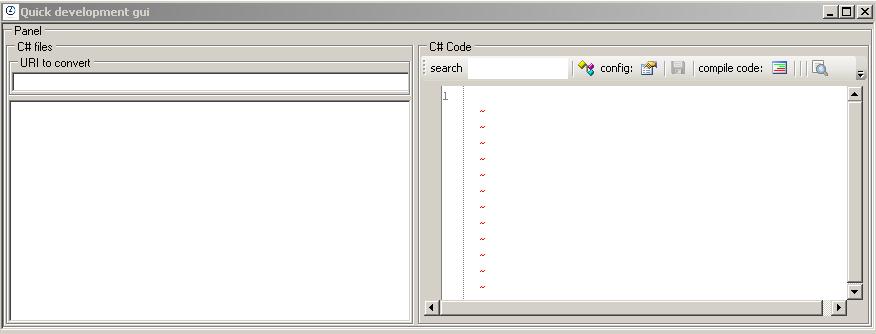 Quick development gui
Panel
C# files
URI to convert
C# Code
search config: compile code:
1
~
~
~
~
~
~
~
~
~
~
~
~